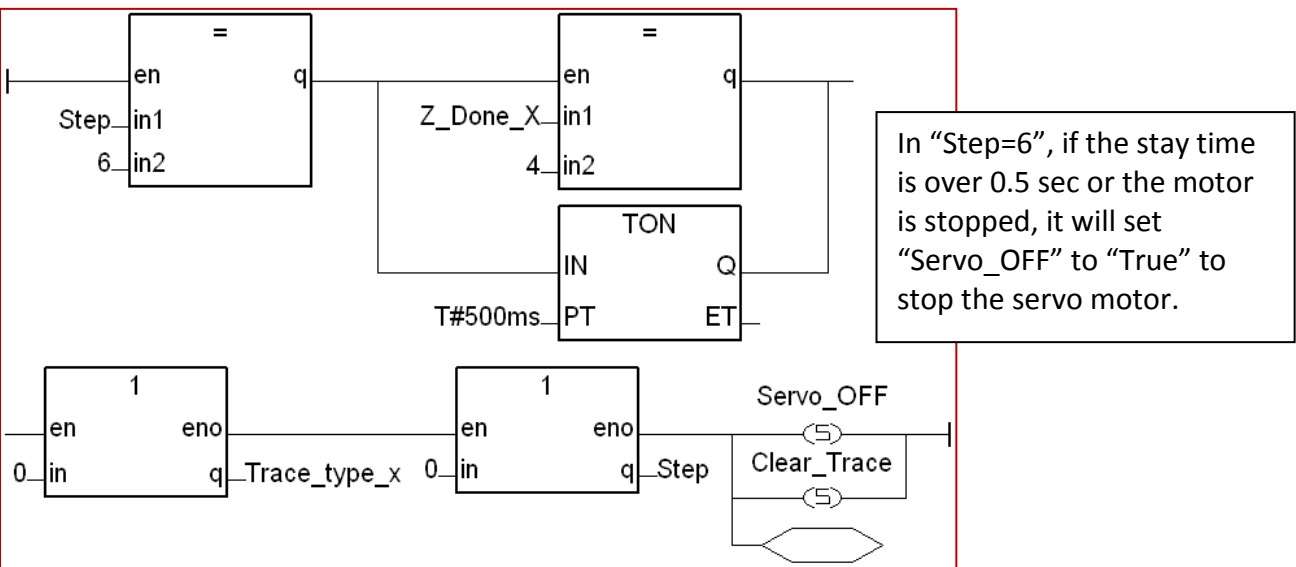 = =
en q en q
Step in1 Z_Done_X in1
6 in2 4 in2
TON
IN Q
T#500ms PT ET
In “Step=6”, if the stay time
is over 0.5 sec or the motor
is stopped, it will set
“Servo_OFF” to “True” to
stop the servo motor.
1 1
Servo_OFF
en eno en eno
Clear_Trace
0 in q Trace_type_x 0 in q Step
S
S